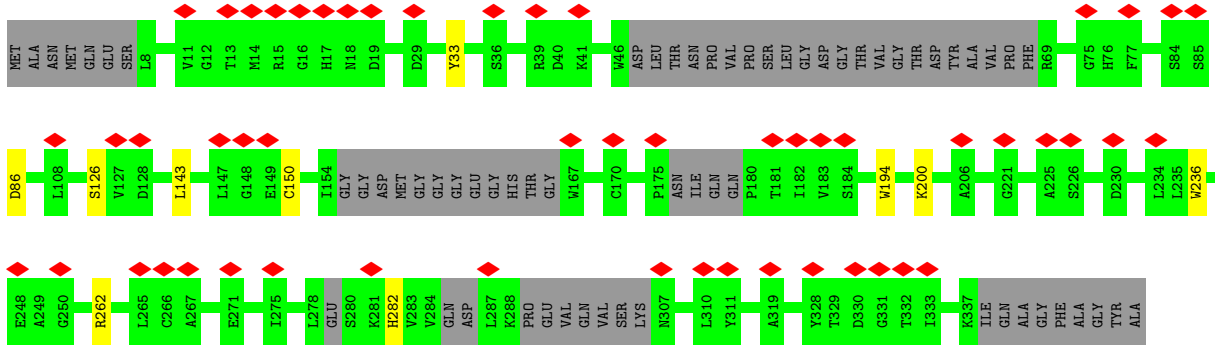 MET ALA ASN MET GLN GLU SER L8 V11 G12 T13 M14 R15 G16 H17 N18 D19 D29 Y33 S36 R39 D40 K41 W46 ASP LEU THR ASN PRO VAL PRO SER LEU GLY ASP GLY THR VAL GLY THR ASP TYR ALA VAL PRO PHE R69 G75 H76 F77 S84 S85
D86 L108 S126 V127 D128 L143 L147 G148 E149 C150 I154 GLY GLY ASP MET GLY GLY GLY GLU GLY HIS THR GLY W167 C170 P175 ASN ILE GLN GLN P180 T181 I182 V183 S184 W194 K200 A206 G221 A225 S226 D230 L234 L235 W236
E248 A249 G250 R262 L265 C266 A267 E271 I275 L278 GLU S280 K281 H282 V283 V284 GLN ASP L287 K288 PRO GLU VAL GLN VAL SER LYS N307 L310 Y311 A319 Y328 T329 D330 G331 T332 I333 K337 ILE GLN ALA GLY PHE ALA GLY TYR ALA